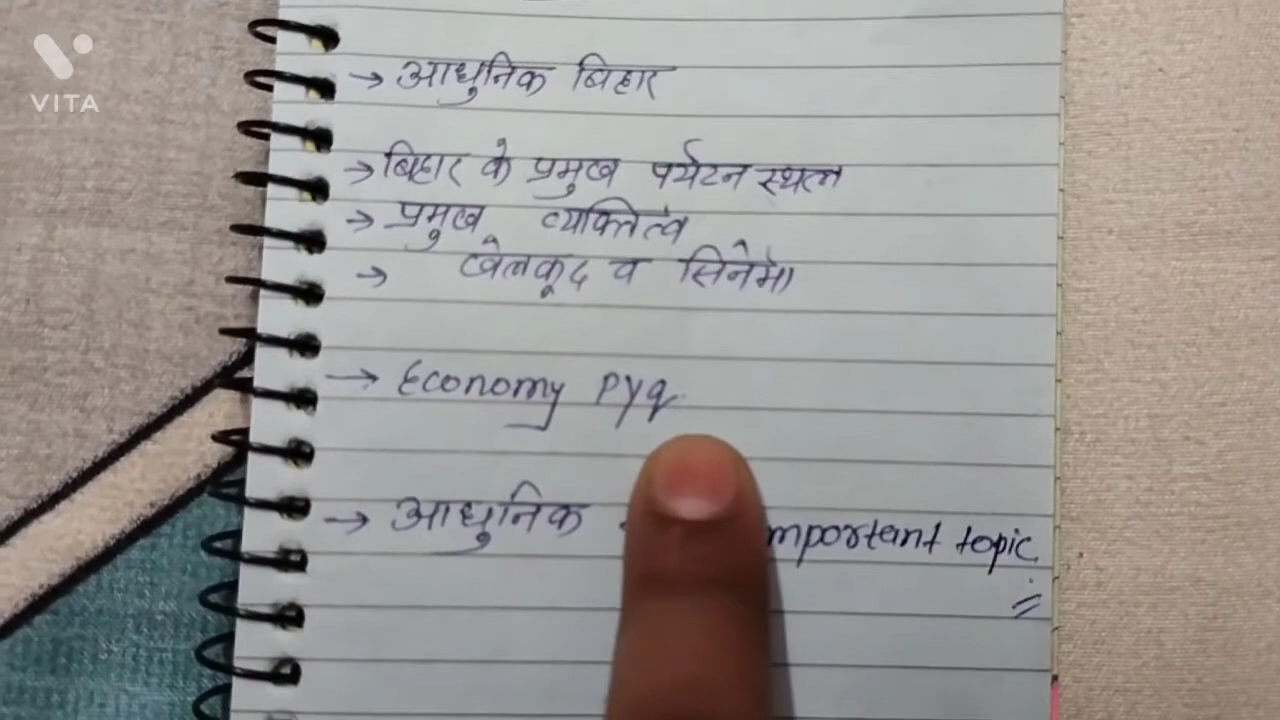 VITA
→ आधुनिक बिहार
→ बिहार के प्रमुख पर्यटन स्थल
→ प्रमुख व्यक्तित्व
→ खेलकूद व सिनेमा
→ Economy PYq
→ आधुनिक mportant topic